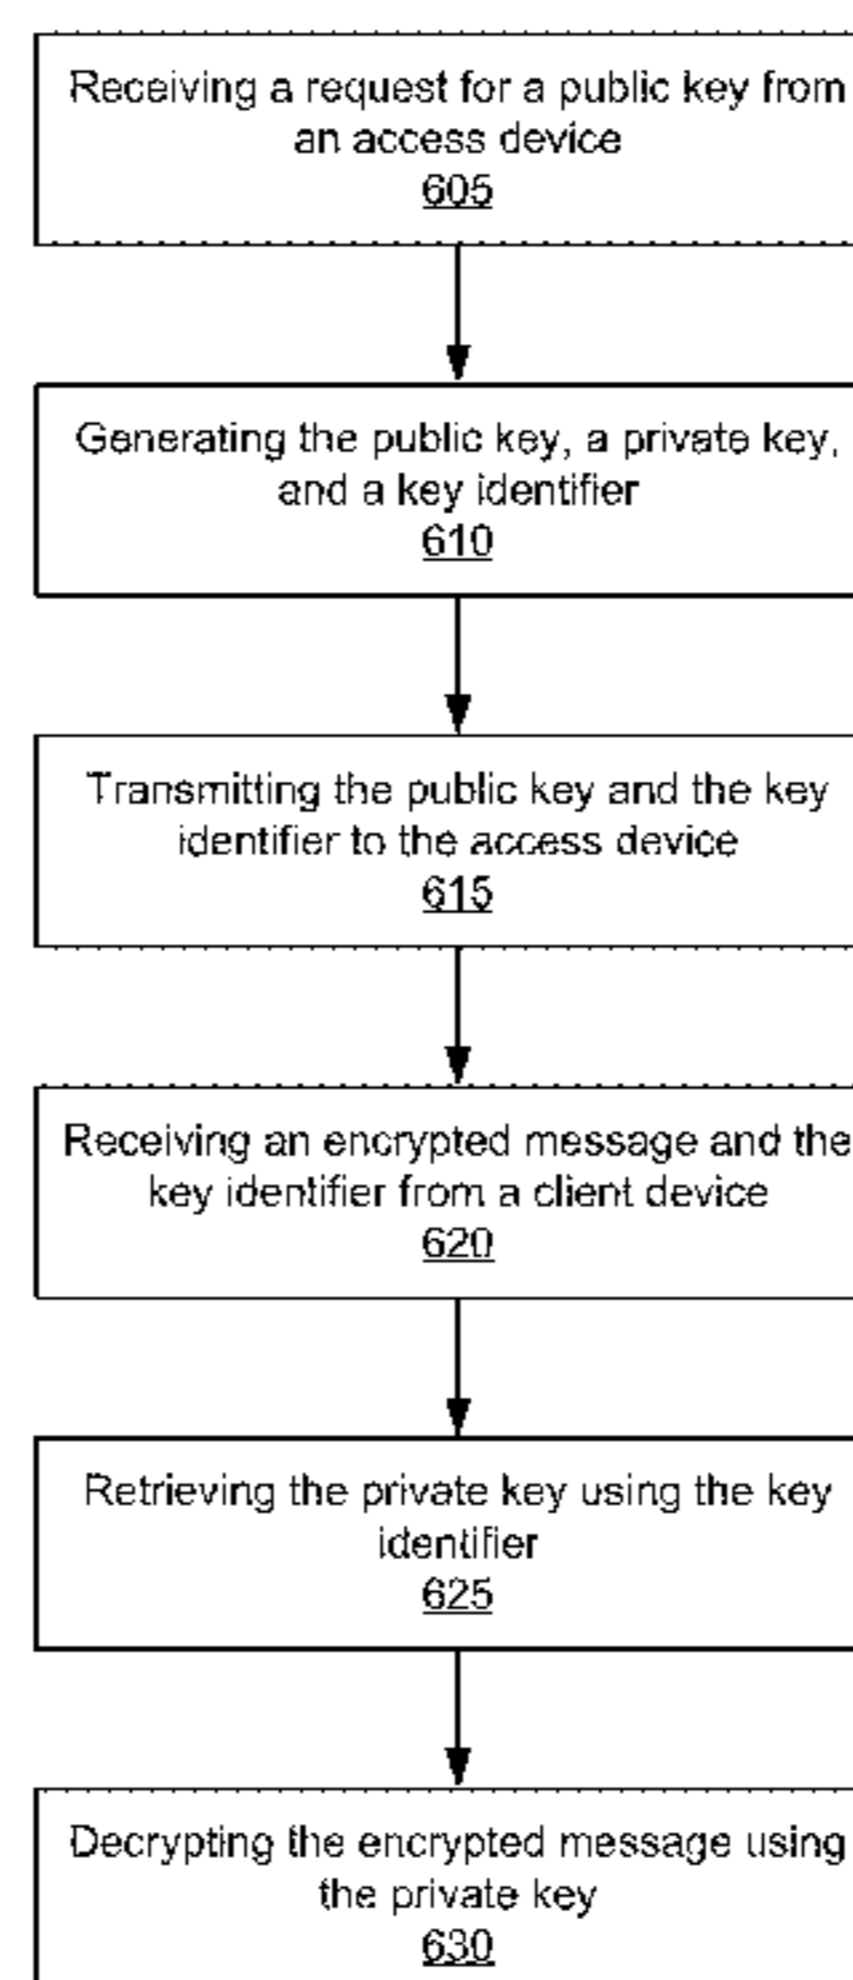 Receiving a request for a public key from
an access device
605
Generating the public key, a private key,
and a key identifier
610
Transmitting the public key and the key
identifier to the access device
615
Receiving an encrypted message and the
key identifier from a client device
620
Retrieving the private key using the key
identifier
625
Decrypting the encrypted message using
the private key
630